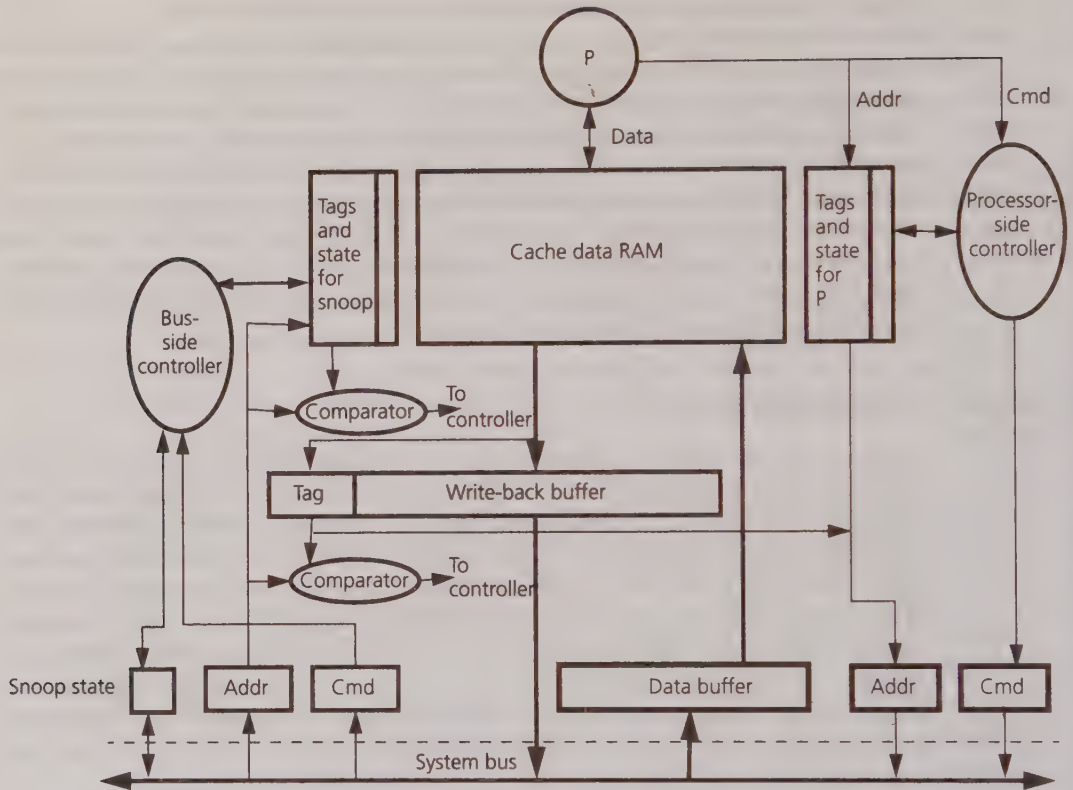 P
Addr
Cmd
Data
Tags
and
state
for
snoop
Cache data RAM
Tags
and
state
for
P
Processor-
side
controller
Bus-
side
controller
Comparator
To
controller
Tag
Write-back buffer
Comparator
To
controller
Snoop state
Addr
Cmd
Data buffer
Addr
Cmd
System bus